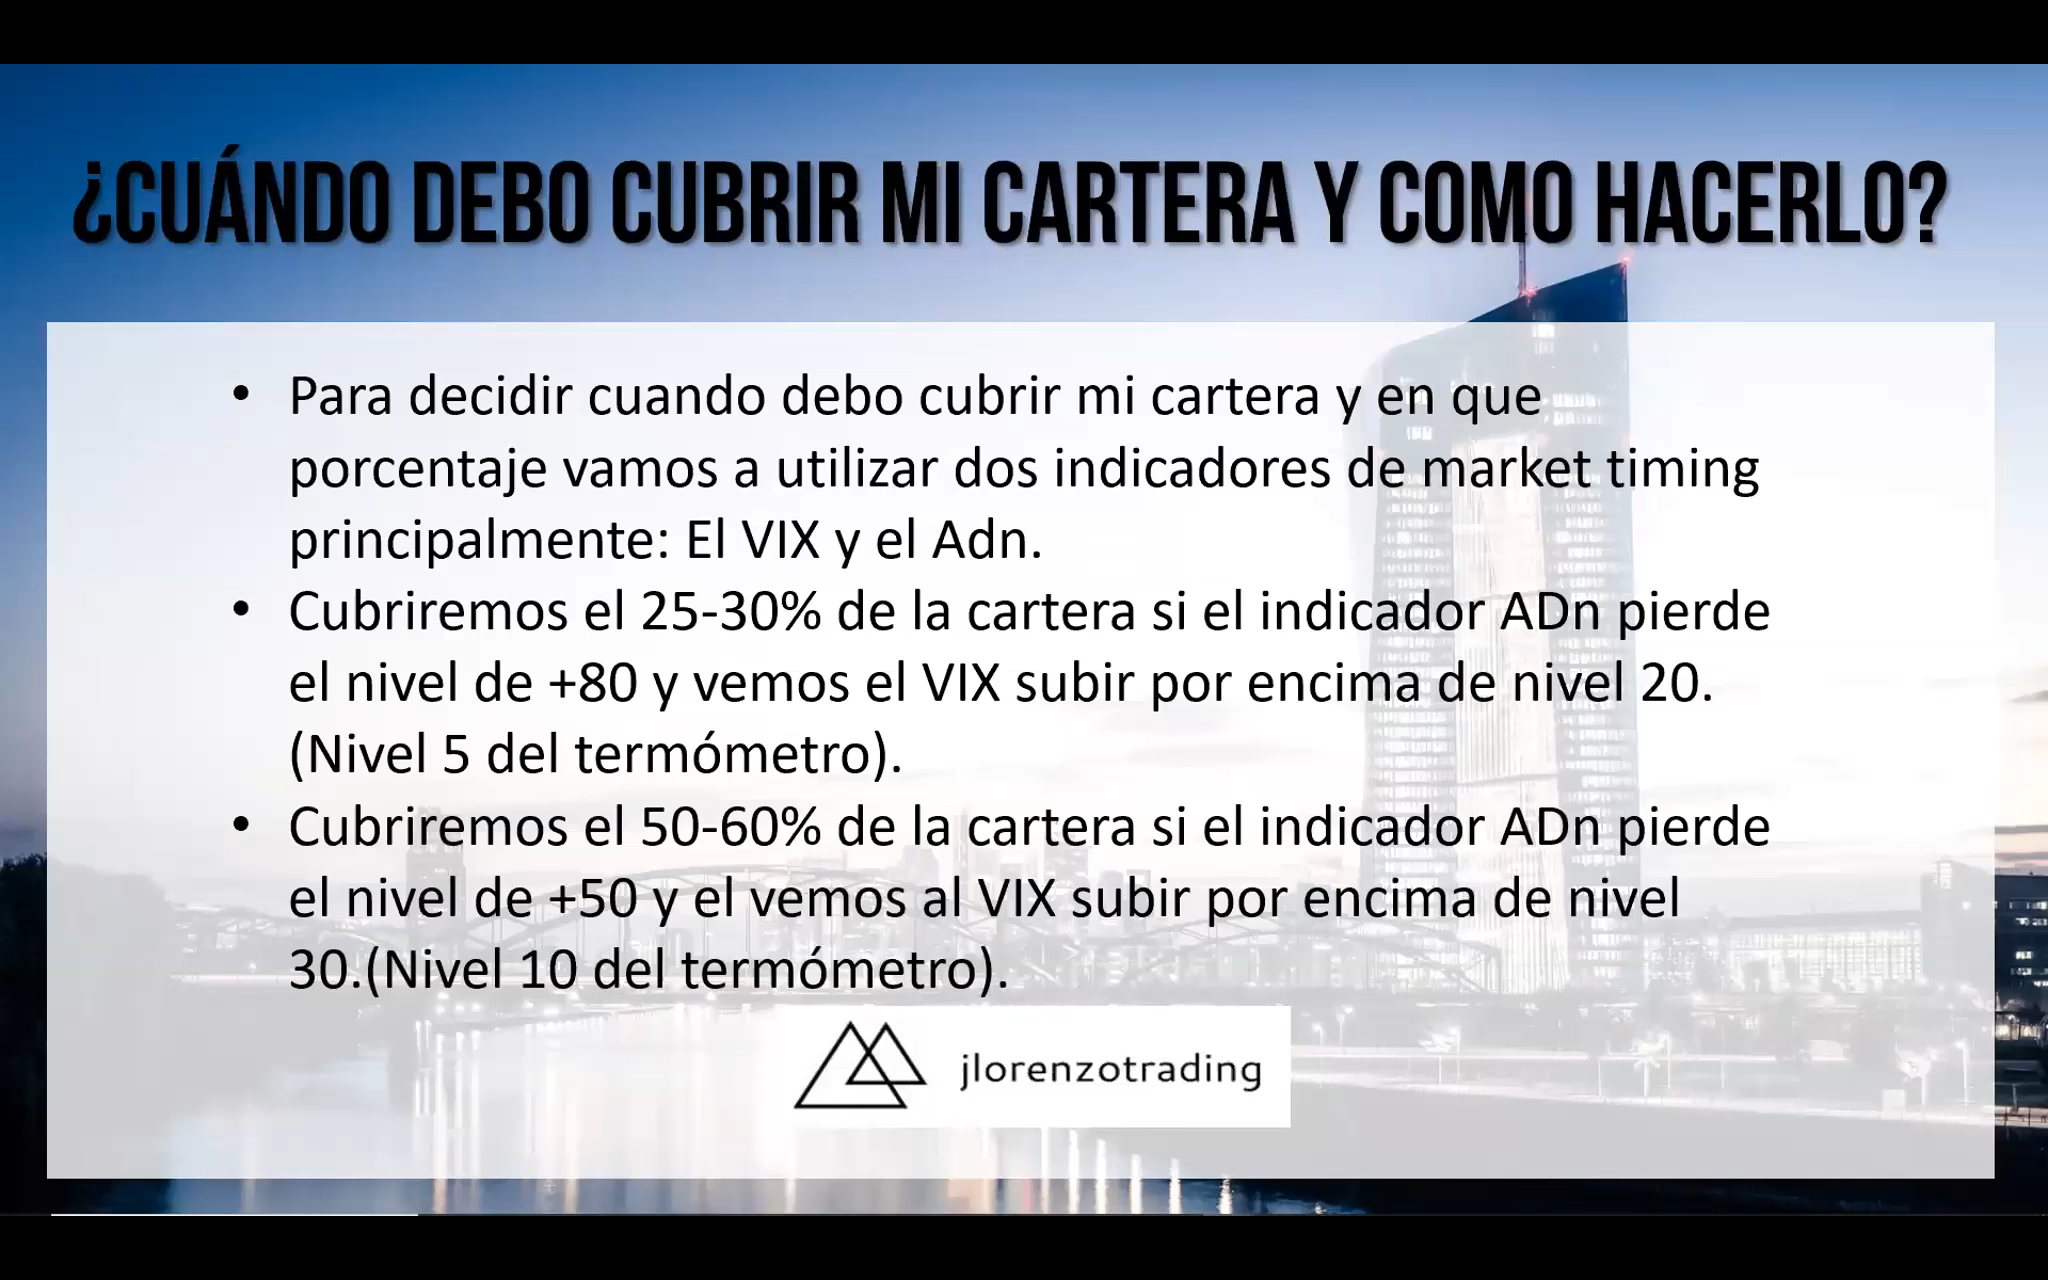 ¿CUÁNDO DEBO CUBRIR MI CARTERA Y COMO HACERLO?
• Para decidir cuando debo cubrir mi cartera y en que
porcentaje vamos a utilizar dos indicadores de market timing
principalmente: El VIX y el Adn.
• Cubriremos el 25-30% de la cartera si el indicador ADn pierde
el nivel de +80 y vemos el VIX subir por encima de nivel 20.
(Nivel 5 del termómetro).
• Cubriremos el 50-60% de la cartera si el indicador ADn pierde
el nivel de +50 y el vemos al VIX subir por encima de nivel
30.(Nivel 10 del termómetro).
jlorenzotrading